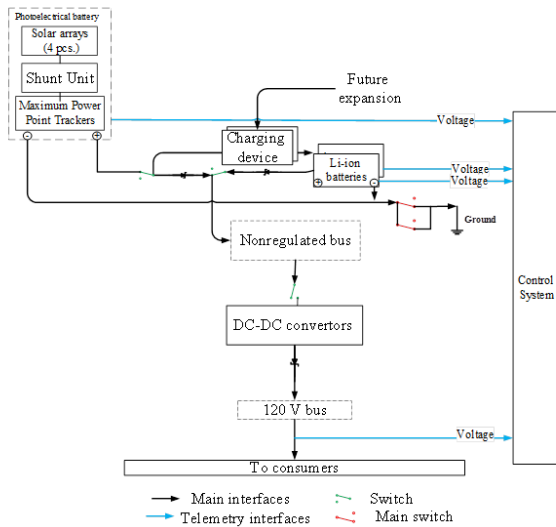 Photoelectrical battery
Solar arrays
(4 pcs.)
Shunt Unit
Maximum Power
Point Trackers
Future
expansion
Voltage
Charging
device
Li-ion
batteries
Voltage
Voltage
Ground
Nonregulated bus
Control
System
DC-DC convertors
120 V bus
Voltage
To consumers
Main interfaces
Switch
Telemetry interfaces
Main switch